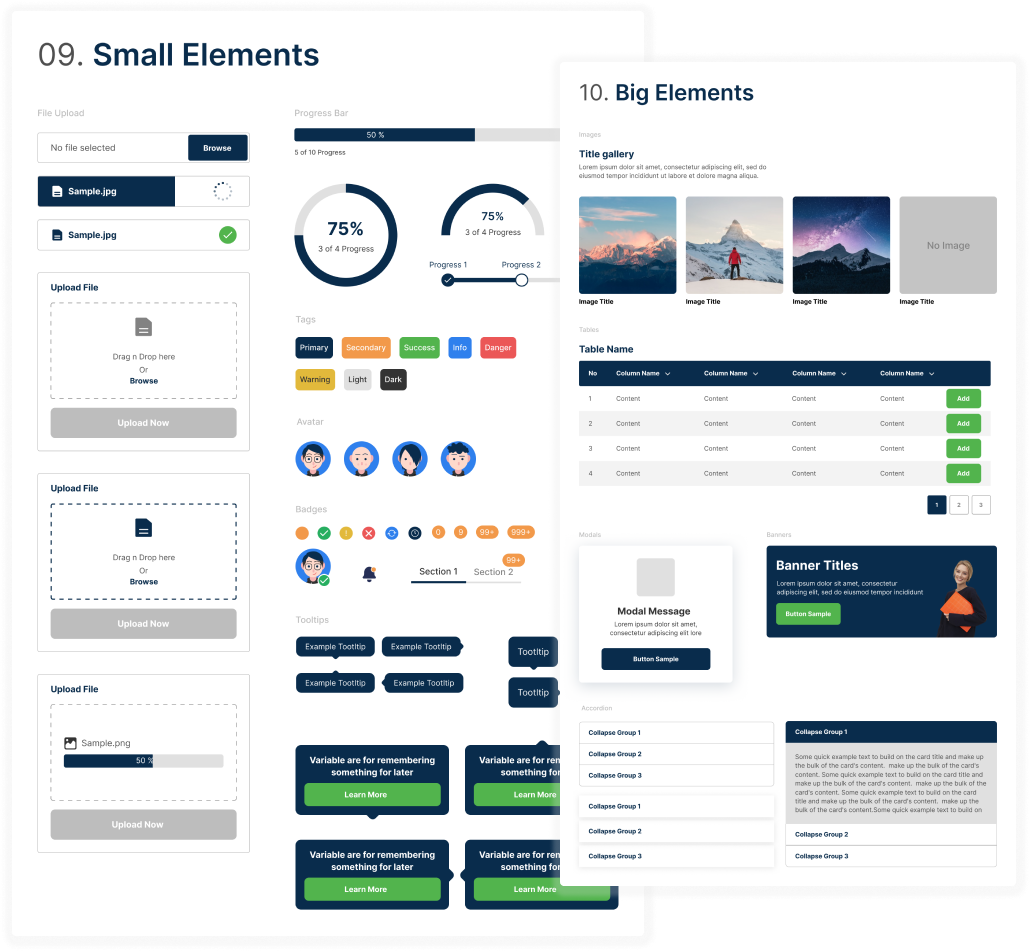 09. Small Elements
File Upload
No file selected
Browse
Sample.jpg
Sample.jpg
Upload File
Drag n Drop here
Or
Browse
Upload Now
Upload File
Drag n Drop here
Or
Browse
Upload Now
Upload File
Sample.png
50 %
Upload Now
Progress Bar
50 %
5 of 10 Progress
75%
3 of 4 Progress
75%
3 of 4 Progress
Progress 1
Progress 2
Tags
Primary
Secondary
Success
Info
Danger
Warning
Light
Dark
Avatar
Badges
!
0
9
99+
999+
99+
Section 1
Section 2
Tooltips
Example Tootltip
Example Tootltip
Tootltip
Example Tootltip
Example Tootltip
Tootltip
Variable are for remembering
something for later
Learn More
Variable are for rem
something fo
Learn More
Variable are for remembering
something for later
Learn More
Variable are for rem
something fo
Learn More
10. Big Elements
Images
Title gallery
Lorem ipsum dolor sit amet, consectetur adipiscing elit, sed do
eiusmod tempor incididunt ut labore et dolore magna aliqua.
No Image
Image Title
Image Title
Image Title
Image Title
Tables
Table Name
No Column Name Column Name Column Name Column Name
1 Content Content Content Content Add
2 Content Content Content Content Add
3 Content Content Content Content Add
4 Content Content Content Content Add
1 2 3
Modals
Modal Message
Lorem ipsum dolor sit amet,
consectetur adipiscing elit lore
Button Sample
Banners
Banner Titles
Lorem ipsum dolor sit amet, consectetur
adipiscing elit, sed do eiusmod tempor incididunt
Button Sample
Accordion
Collapse Group 1
Collapse Group 2
Collapse Group 3
Collapse Group 1
Collapse Group 2
Collapse Group 3
Collapse Group 1
Some quick example text to build on the card title and make up
the bulk of the card's content. make up the bulk of the card's
content. Some quick example text to build on the card title and
make up the bulk of the card's content. make up the bulk of the
card's content. Some quick example text to build on the card
title and make up the bulk of the card's content. make up the
bulk of the card's content.Some quick example text to build on
Collapse Group 2
Collapse Group 3